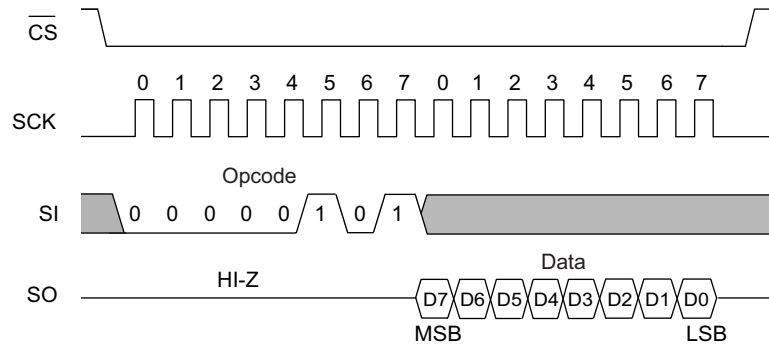 CS
0 1 2 3 4 5 6 7 0 1 2 3 4 5 6 7
SCK
Opcode
SI 0 0 0 0 0 1 0 1
HI-Z
Data
SO D7 D6 D5 D4 D3 D2 D1 D0
MSB LSB